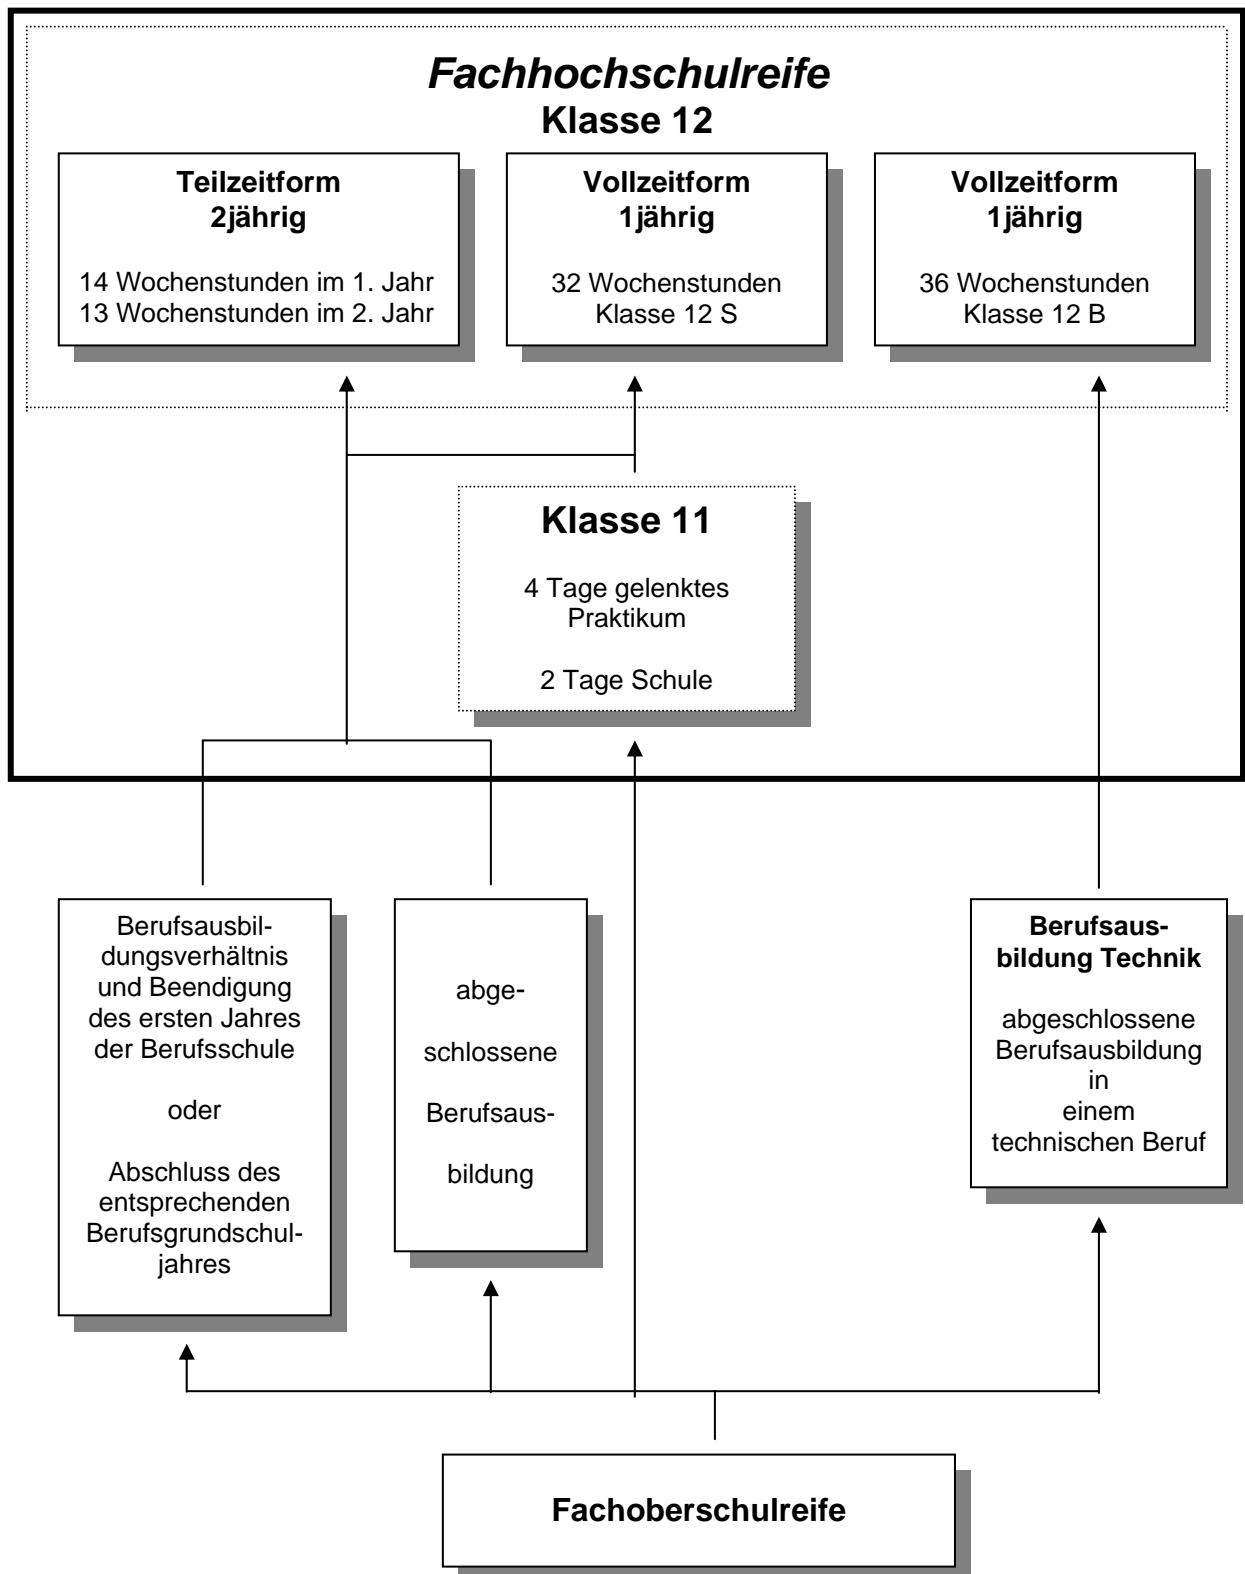 Fachhochschulreife
Klasse 12
Teilzeitform
2jährig
14 Wochenstunden im 1. Jahr
13 Wochenstunden im 2. Jahr
Vollzeitform
1jährig
32 Wochenstunden
Klasse 12 S
Vollzeitform
1jährig
36 Wochenstunden
Klasse 12 B
Klasse 11
4 Tage gelenktes
Praktikum
2 Tage Schule
Berufsausbil-
dungsverhältnis
und Beendigung
des ersten Jahres
der Berufsschule
oder
Abschluss des
entsprechenden
Berufsgrundschul-
jahres
abge-
schlossene
Berufsaus-
bildung
Berufsaus-
bildung Technik
abgeschlossene
Berufsausbildung
in
einem
technischen Beruf
Fachoberschulreife